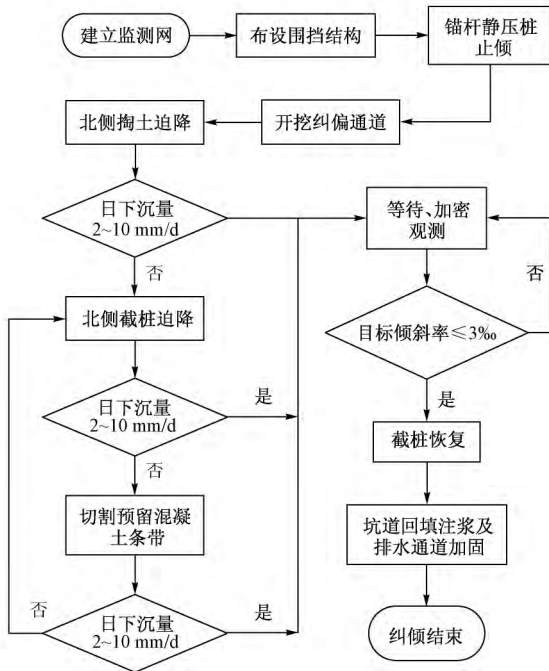 建立监测网
布设围挡结构
锚杆静压桩
止倾
开挖纠偏通道
北侧掏土迫降
日下沉量
2~10 mm/d
否
北侧截桩迫降
日下沉量
2~10 mm/d
是
否
切割预留混凝
土条带
日下沉量
2~10 mm/d
是
否
等待、加密
观测
目标倾斜率≤3‰
否
是
截桩恢复
坑道回填注浆及
排水通道加固
纠倾结束